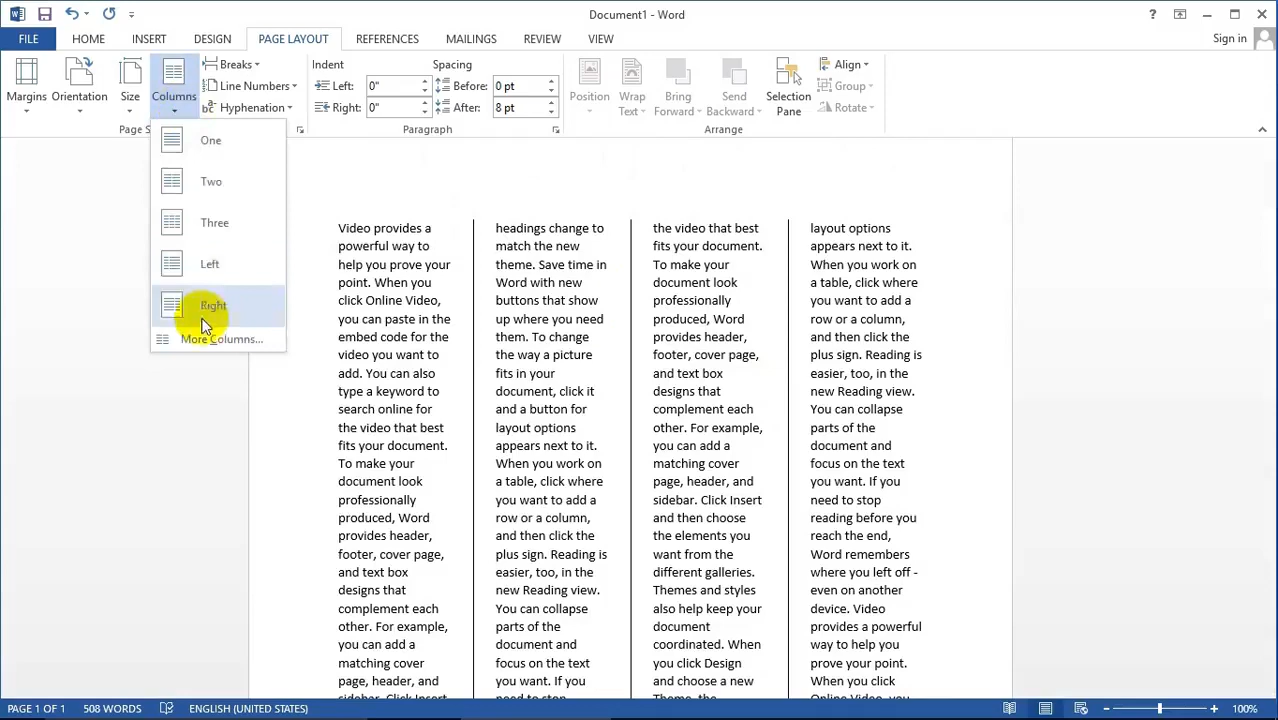 Document1 - Word
?
FILE HOME INSERT DESIGN PAGE LAYOUT REFERENCES MAILINGS REVIEW VIEW Sign in
Margins Orientation Size Columns
Breaks
Line Numbers
Hyphenation
Indent Spacing
Left: 0" Before: 0 pt
Right: 0" After: 8 pt
Position Wrap Text Bring Forward Send Backward Selection Pane
Align
Group
Rotate
Paragraph Arrange
One
Two
Three
Left
Right
More Columns...
Video provides a
powerful way to
help you prove your
point. When you
click Online Video,
you can paste in the
embed code for the
video you want to
add. You can also
type a keyword to
search online for
the video that best
fits your document.
To make your
document look
professionally
produced, Word
provides header,
footer, cover page,
and text box
designs that
complement each
other. For example,
you can add a
matching cover
page, header, and
sidebar. Click Insert
headings change to
match the new
theme. Save time in
Word with new
buttons that show
up where you need
them. To change
the way a picture
fits in your
document, click it
and a button for
layout options
appears next to it.
When you work on
a table, click where
you want to add a
row or a column,
and then click the
plus sign. Reading is
easier, too, in the
new Reading view.
You can collapse
parts of the
document and
focus on the text
you want. If you
need to stop
the video that best
fits your document.
To make your
document look
professionally
produced, Word
provides header,
footer, cover page,
and text box
designs that
complement each
other. For example,
you can add a
matching cover
page, header, and
sidebar. Click Insert
and then choose
the elements you
want from the
different galleries.
Themes and styles
also help keep your
document
coordinated. When
you click Design
and choose a new
Theme, the
layout options
appears next to it.
When you work on
a table, click where
you want to add a
row or a column,
and then click the
plus sign. Reading is
easier, too, in the
new Reading view.
You can collapse
parts of the
document and
focus on the text
you want. If you
need to stop
reading before you
reach the end,
Word remembers
where you left off -
even on another
device. Video
provides a powerful
way to help you
prove your point.
When you click
Online Video, you
PAGE 1 OF 1 508 WORDS ENGLISH (UNITED STATES) 100%